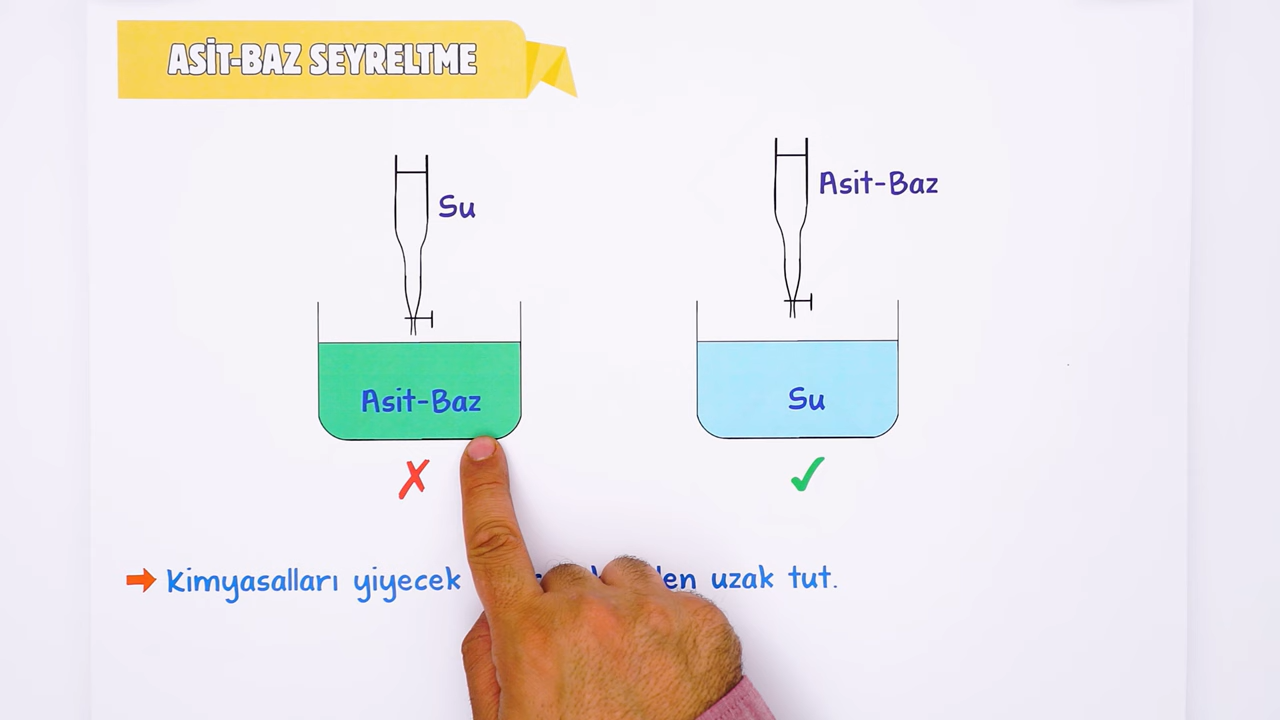 ASİT-BAZ SEYRELTME
Su
Asit-Baz
Asit-Baz
Su
Kimyasalları yiyecek uzak tut.